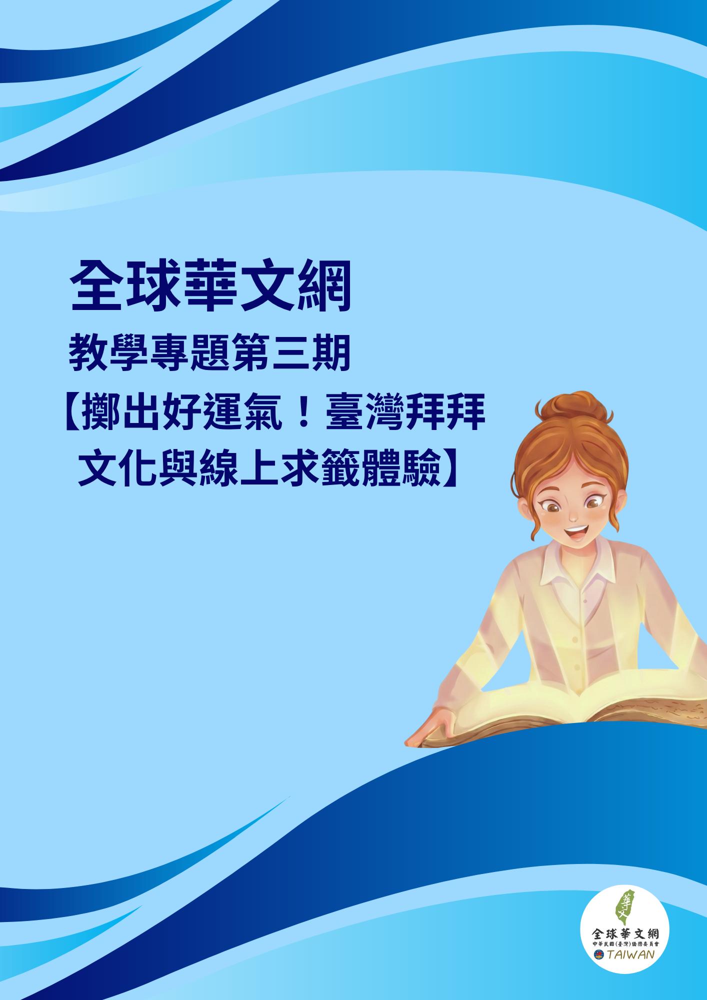 全球華文網
教學專題第三期
【擲出好運氣！臺灣拜拜
文化與線上求籤體驗】
華文
全球華文網
中華民國(臺灣)僑務委員會
TAIWAN